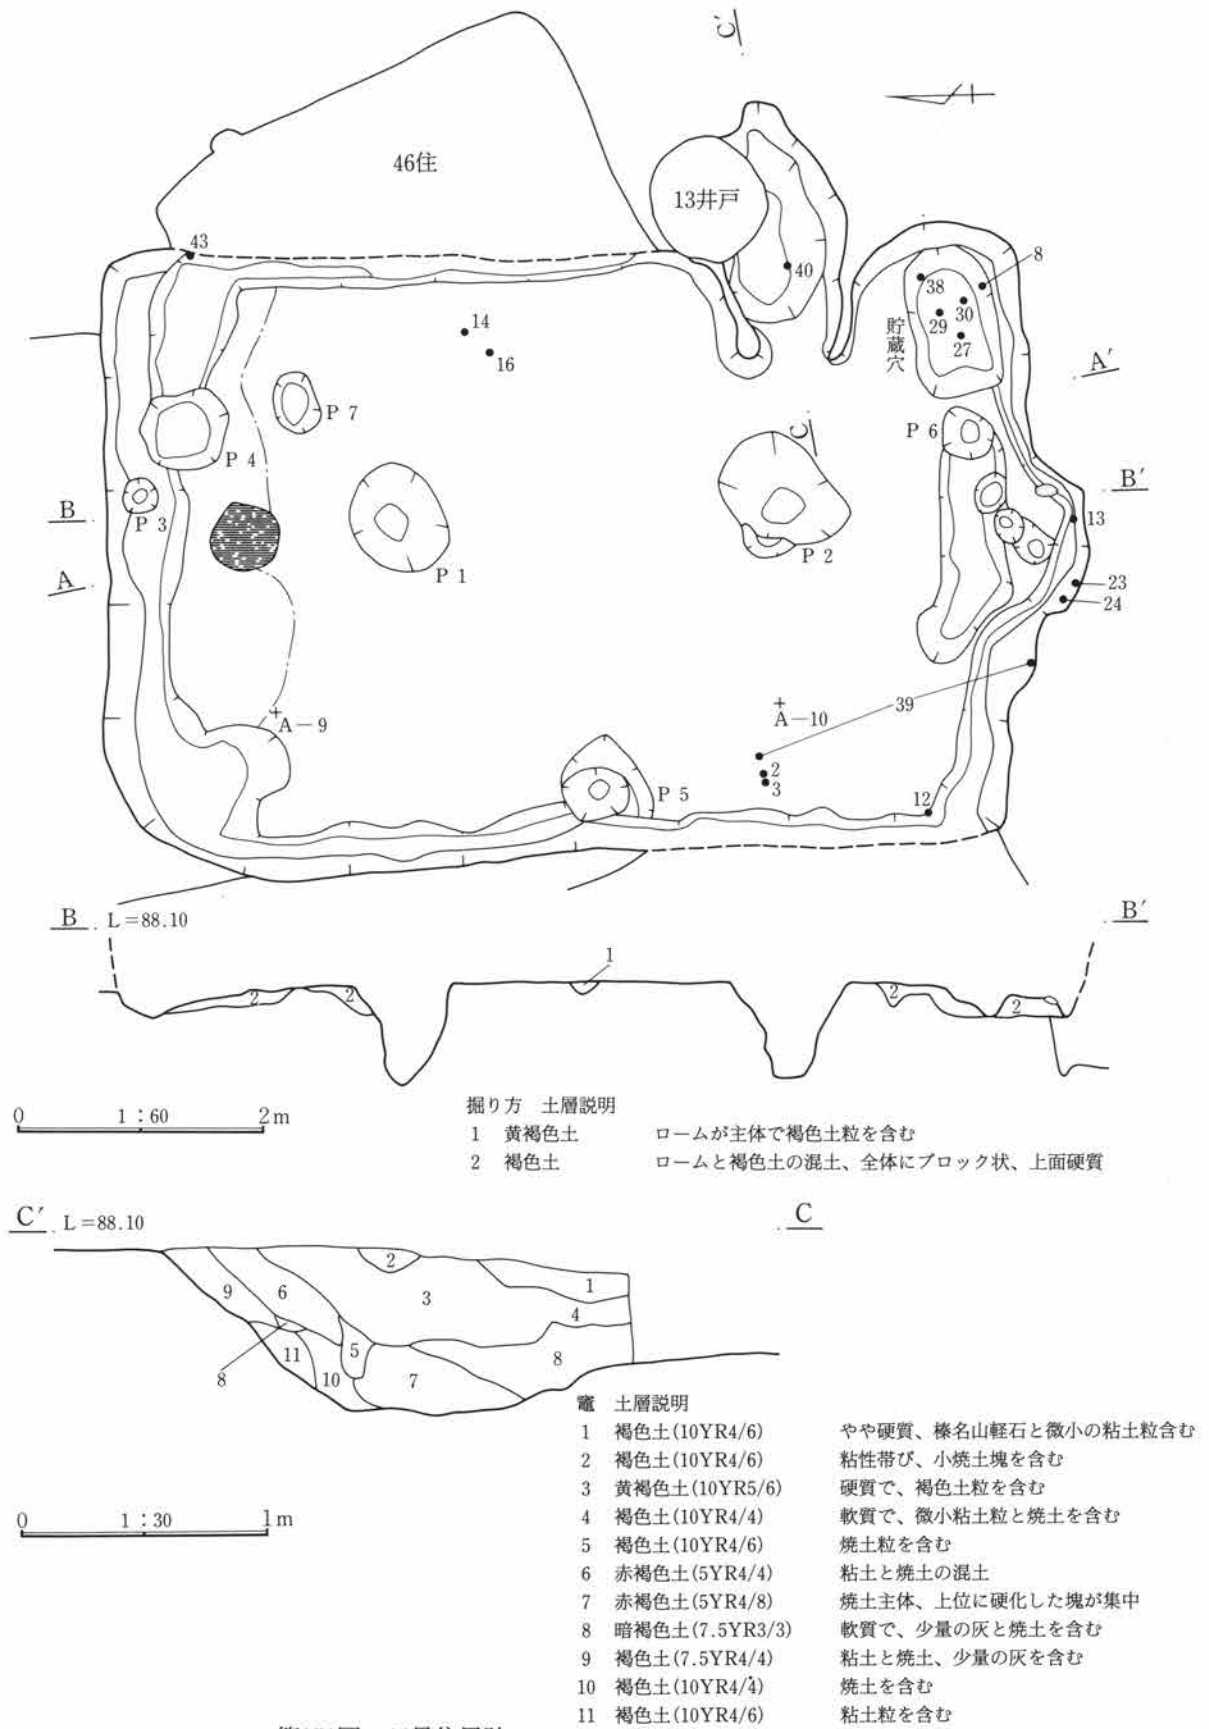 C′
46住
13井戸
43
40
8
38
30
29
27
貯蔵穴
14
16
A′
P 7
P 4
P 6
C
B
P 3
B′
13
P 1
P 2
A
23
24
39
A－9
A－10
2
3
P 5
12
B L＝88.10
B′
1
2
2
2
2
0 1：60 2m
掘り方 土層説明
1 黄褐色土 ロームが主体で褐色土粒を含む
2 褐色土 ロームと褐色土の混土、全体にブロック状、上面硬質
C′ L＝88.10
C
2
1
9
6
3
4
5
8
11
8
10
7
竈 土層説明
1 褐色土(10YR4/6) やや硬質、榛名山軽石と微小の粘土粒含む
2 褐色土(10YR4/6) 粘性帯び、小焼土塊を含む
3 黄褐色土(10YR5/6) 硬質で、褐色土粒を含む
4 褐色土(10YR4/4) 軟質で、微小粘土粒と焼土を含む
0 1：30 1m
5 褐色土(10YR4/6) 焼土粒を含む
6 赤褐色土(5YR4/4) 粘土と焼土の混土
7 赤褐色土(5YR4/8) 焼土主体、上位に硬化した塊が集中
8 暗褐色土(7.5YR3/3) 軟質で、少量の灰と焼土を含む
9 褐色土(7.5YR4/4) 粘土と焼土、少量の灰を含む
10 褐色土(10YR4/4) 焼土を含む
11 褐色土(10YR4/6) 粘土粒を含む